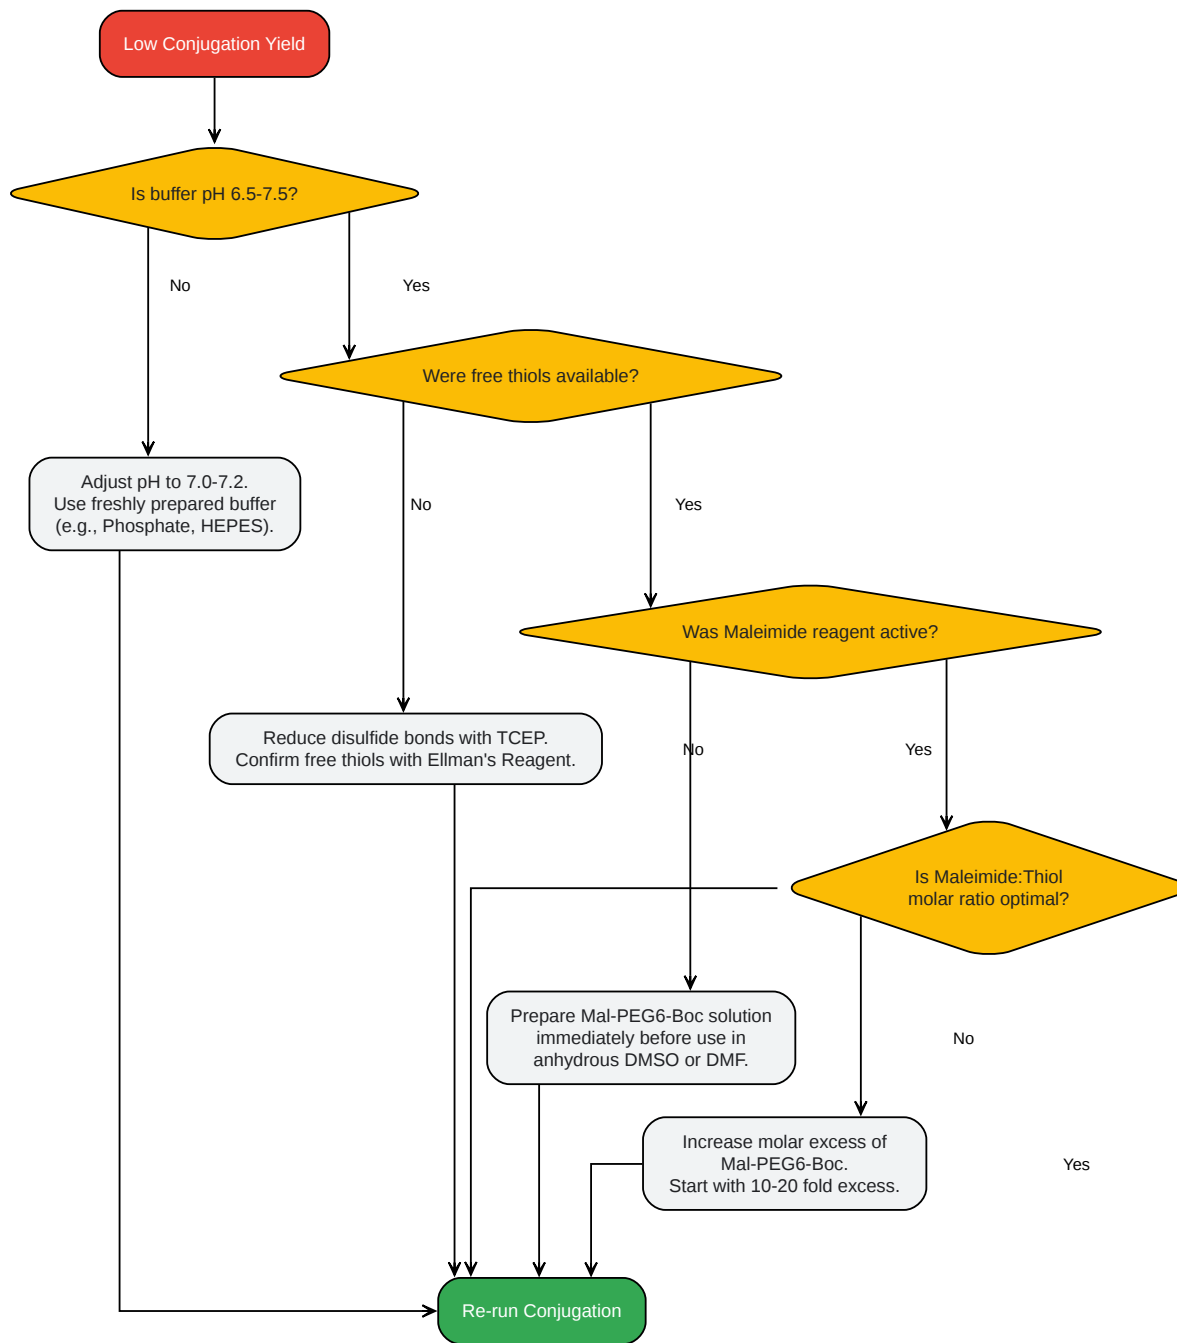 Low Conjugation Yield
Is buffer pH 6.5-7.5?
No
Yes
Were free thiols available?
Adjust pH to 7.0-7.2.
Use freshly prepared buffer
(e.g., Phosphate, HEPES).
No
Yes
Was Maleimide reagent active?
Reduce disulfide bonds with TCEP.
Confirm free thiols with Ellman's Reagent.
No
Yes
Is Maleimide:Thiol
molar ratio optimal?
Prepare Mal-PEG6-Boc solution
immediately before use in
anhydrous DMSO or DMF.
No
Increase molar excess of
Mal-PEG6-Boc.
Start with 10-20 fold excess.
Yes
Re-run Conjugation